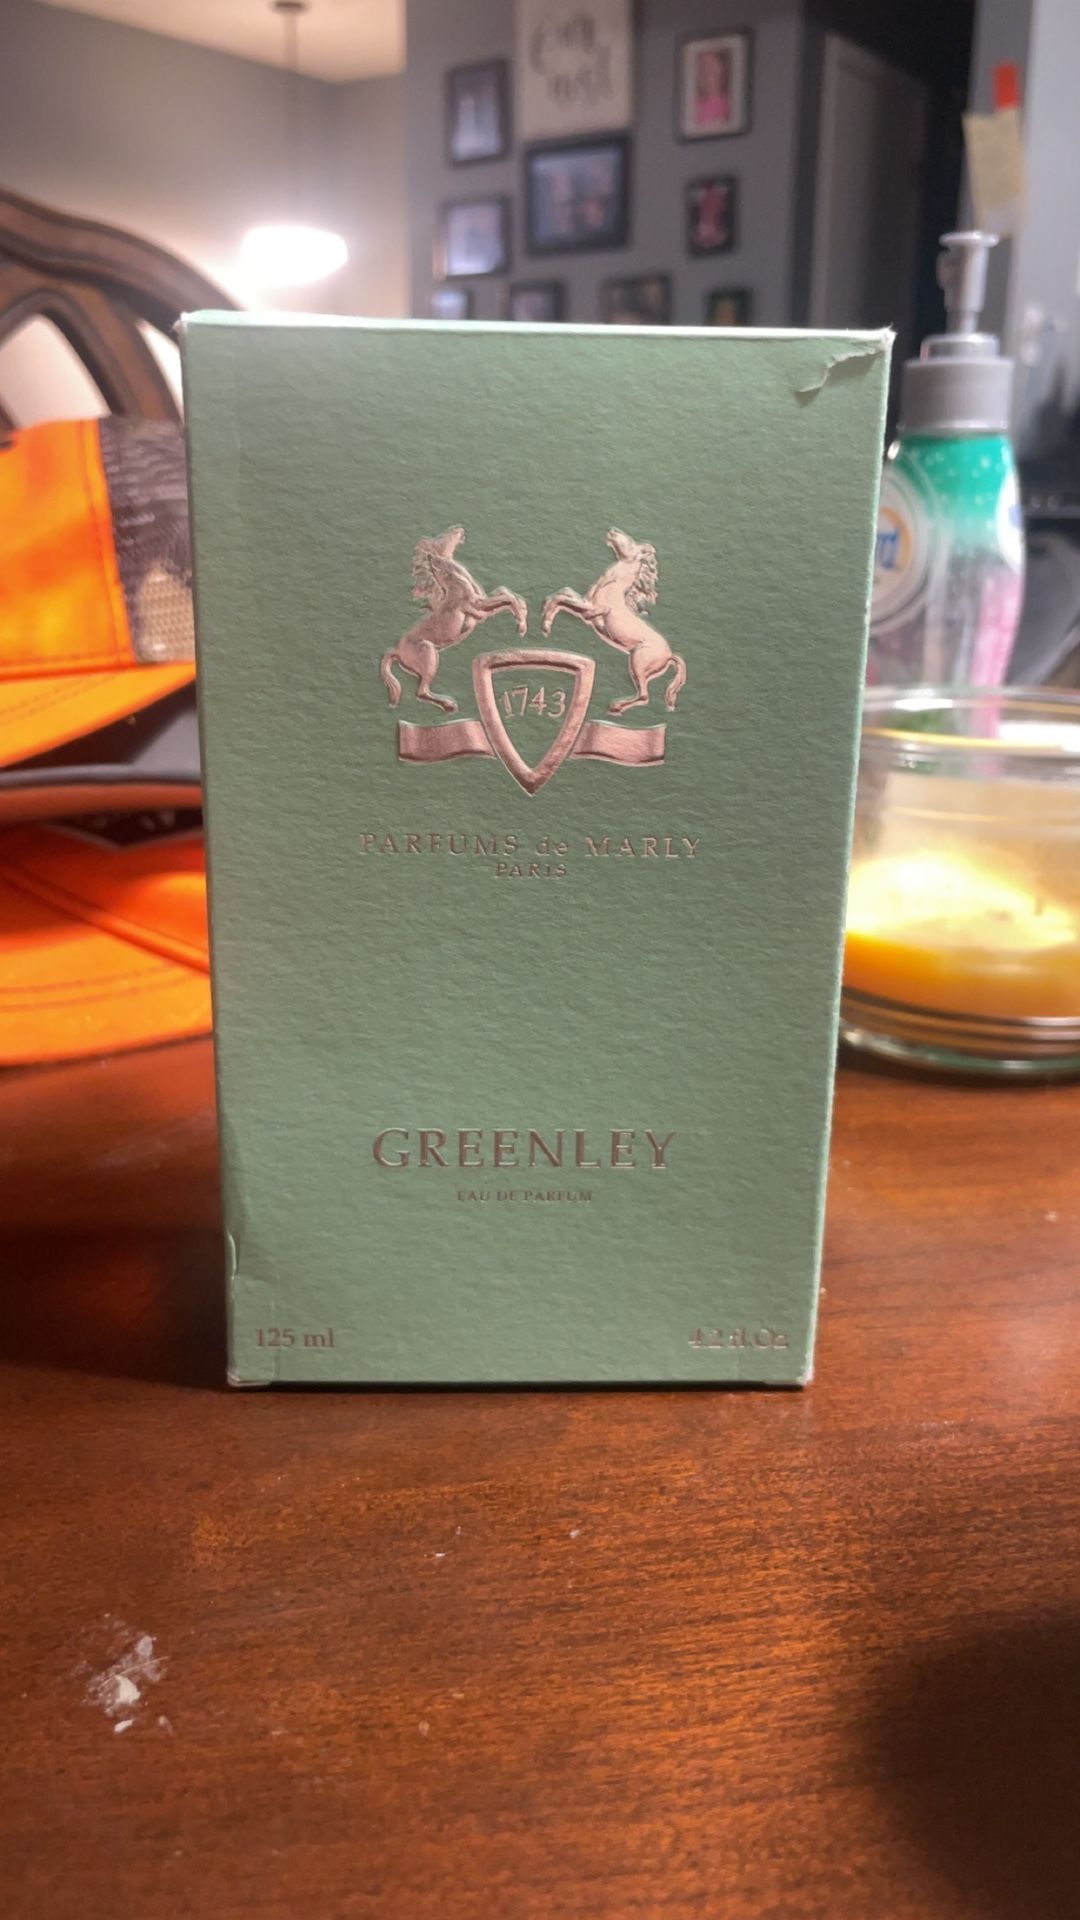 1743
PARFUMS de MARLY
PARIS
GREENLEY
EAU DE PARFUM
125 ml
4.2 fl.Oz